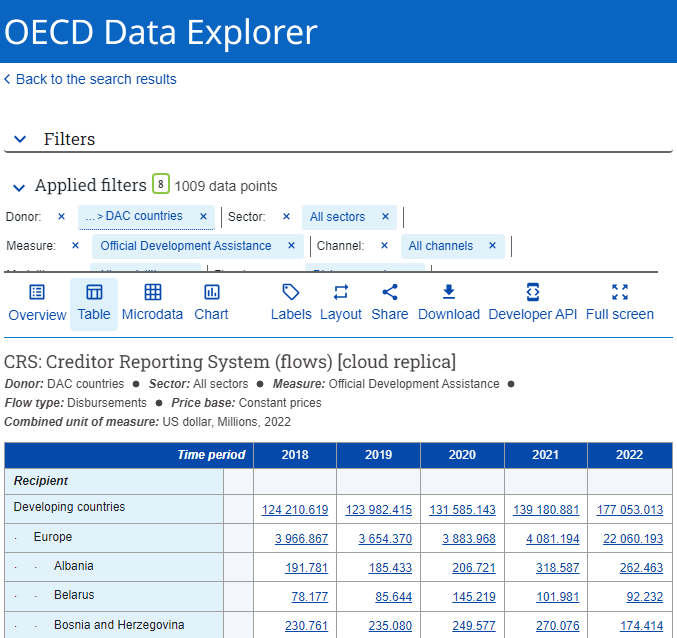 OECD Data Explorer
< Back to the search results
Filters
Applied filters 8 1009 data points
Donor: × ... > DAC countries × Sector: × All sectors ×
Measure: × Official Development Assistance × Channel: × All channels ×
Overview Table Microdata Chart Labels Layout Share Download Developer API Full screen
CRS: Creditor Reporting System (flows) [cloud replica]
Donor: DAC countries ● Sector: All sectors ● Measure: Official Development Assistance ●
Flow type: Disbursements ● Price base: Constant prices
Combined unit of measure: US dollar, Millions, 2022
Time period 2018 2019 2020 2021 2022
Recipient
Developing countries 124 210.619 123 982.415 131 585.143 139 180.881 177 053.013
· Europe 3 966.867 3 654.370 3 883.968 4 081.194 22 060.193
· · Albania 191.781 185.433 206.721 318.587 262.463
· · Belarus 78.177 85.644 145.219 101.981 92.232
· · Bosnia and Herzegovina 230.761 235.080 249.577 270.076 174.414